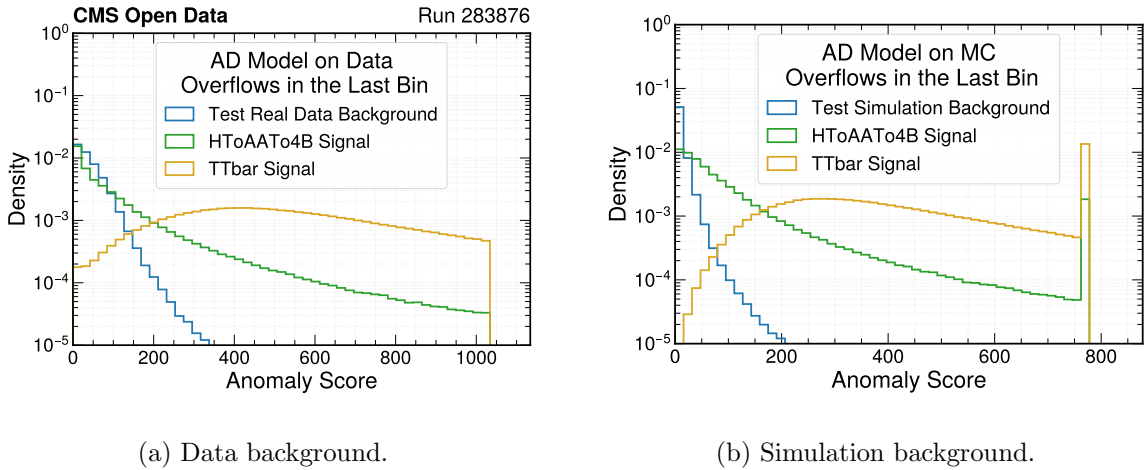 CMS Open Data Run 283876
AD Model on Data
Overflows in the Last Bin
Test Real Data Background
HToAATo4B Signal
TTbar Signal
Density
10⁰
10⁻¹
10⁻²
10⁻³
10⁻⁴
10⁻⁵
0 200 400 600 800 1000
Anomaly Score
(a) Data background.
AD Model on MC
Overflows in the Last Bin
Test Simulation Background
HToAATo4B Signal
TTbar Signal
Density
10⁰
10⁻¹
10⁻²
10⁻³
10⁻⁴
10⁻⁵
0 200 400 600 800
Anomaly Score
(b) Simulation background.